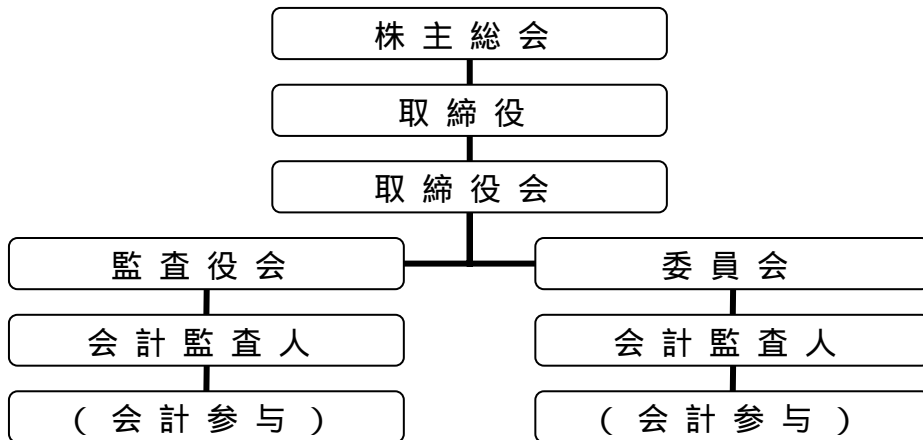 株主総会
取締役
取締役会
監査役会
委員会
会計監査人
会計監査人
(会計参与)
(会計参与)